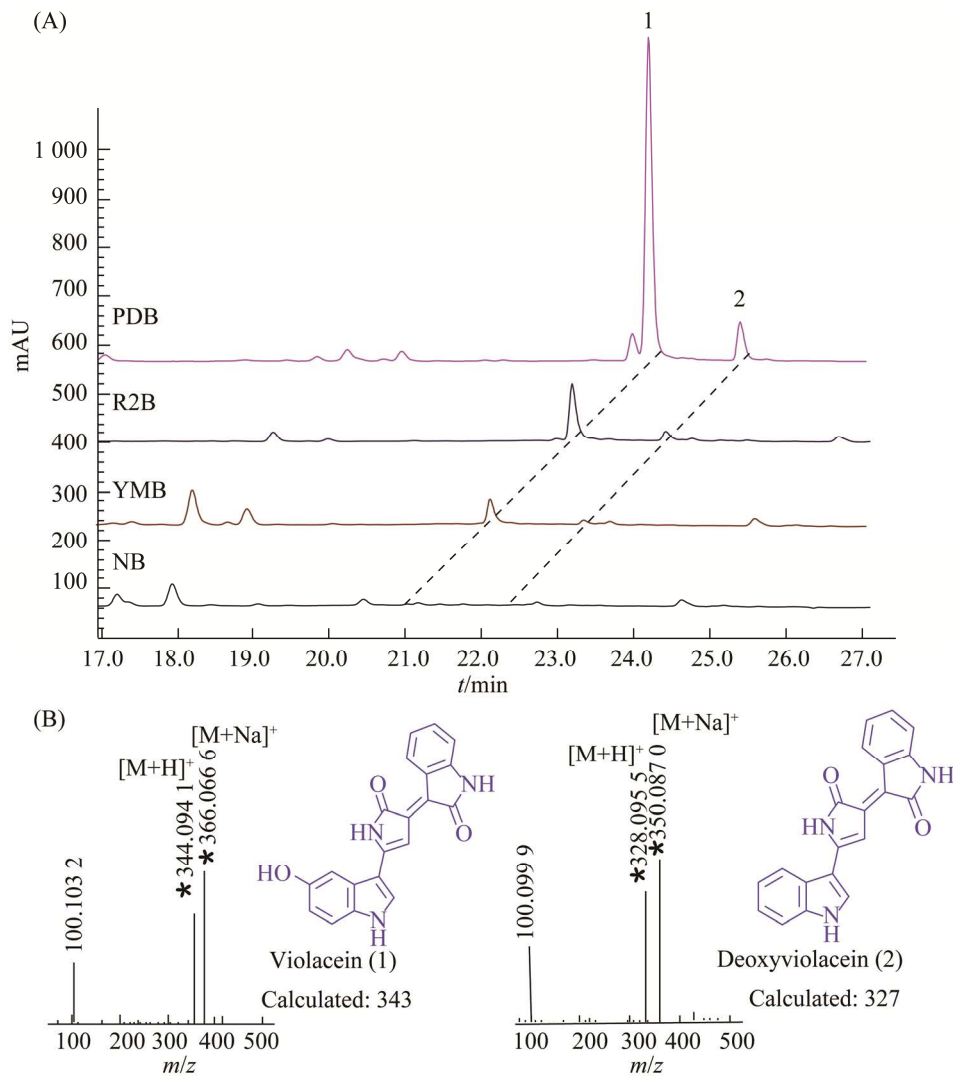 (A)
1
1 000
900
800
700
2
PDB
600
mAU
500
R2B
400
300
YMB
200
NB
100
17.0 18.0 19.0 20.0 21.0 22.0 23.0 24.0 25.0 26.0 27.0
t/min
(B)
[M+Na]+
[M+H]+
100.103 2
*344.094 1
*366.066 6
O
NH
O
HN
HO
N
H
Violacein (1)
Calculated: 343
100 200 300 400 500
m/z
[M+Na]+
[M+H]+
100.099 9
*328.095 5
*350.087 0
O
NH
O
HN
N
H
Deoxyviolacein (2)
Calculated: 327
100 200 300 400 500
m/z